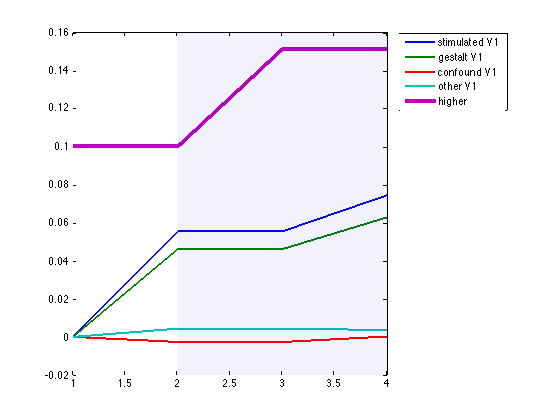 0.16
0.14
0.12
0.1
0.08
0.06
0.04
0.02
0
-0.02
1 1.5 2 2.5 3 3.5 4
stimulated V1
gestalt V1
confound V1
other V1
higher